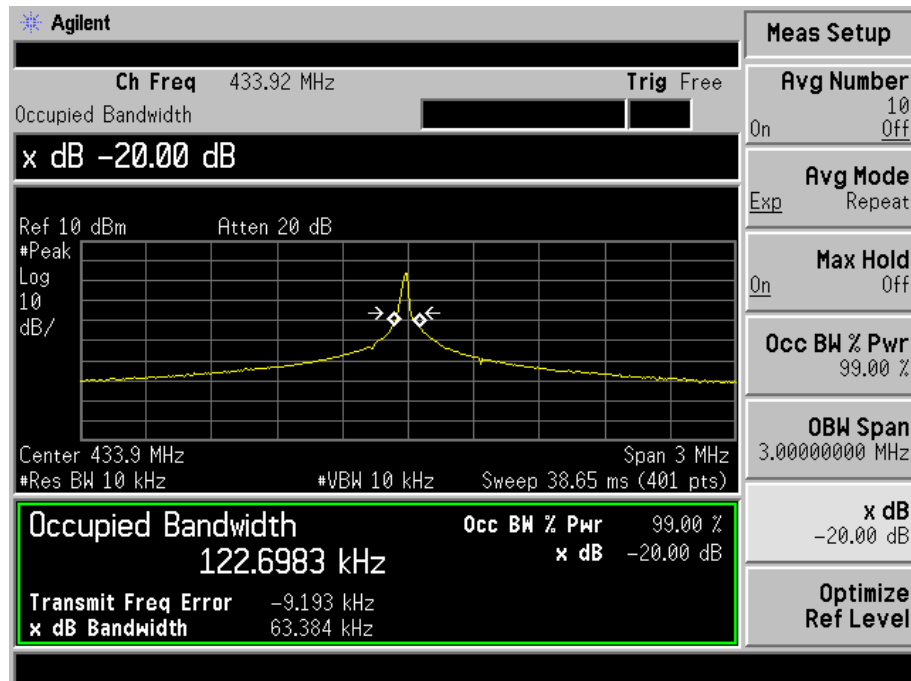 Agilent
Ch Freq 433.92 MHz Trig Free
Occupied Bandwidth
x dB -20.00 dB
Ref 10 dBm Atten 20 dB
#Peak
Log
10
dB/
Center 433.9 MHz Span 3 MHz
#Res BW 10 kHz #VBW 10 kHz Sweep 38.65 ms (401 pts)
Occupied Bandwidth Occ BW % Pwr 99.00 %
122.6983 kHz x dB -20.00 dB
Transmit Freq Error -9.193 kHz
x dB Bandwidth 63.384 kHz
Meas Setup
Avg Number
10
On Off
Avg Mode
Exp Repeat
Max Hold
On Off
Occ BW % Pwr
99.00 %
OBW Span
3.00000000 MHz
x dB
-20.00 dB
Optimize
Ref Level